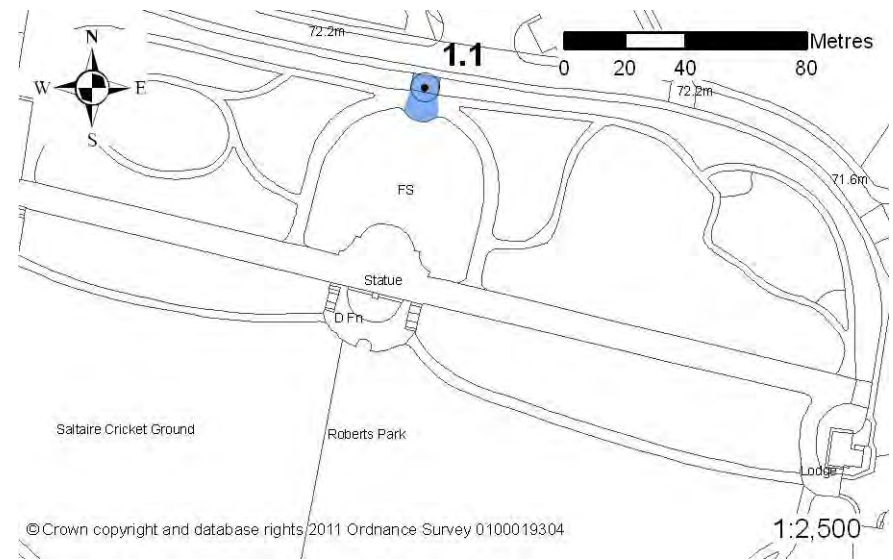 72.2m
1.1
Metres
0 20 40 80
N
W E
S
72.2m
71.6m
FS
Statue
D Fn
Saltaire Cricket Ground
Roberts Park
Lodge
© Crown copyright and database rights 2011 Ordnance Survey 0100019304
1:2,500